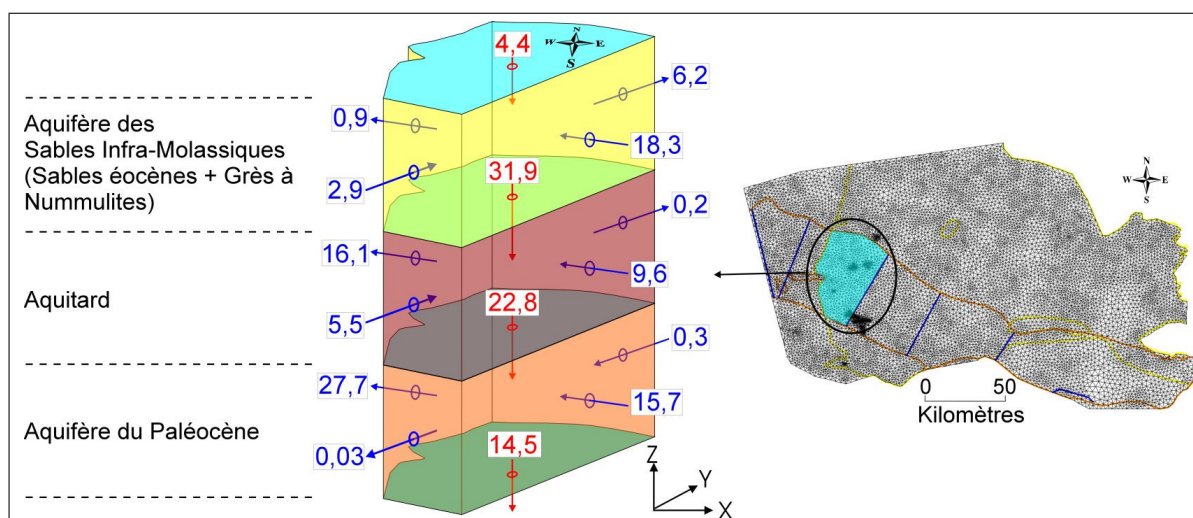 Aquifère des
Sables Infra-Molassiques
(Sables éocènes + Grès à
Nummulites)
Aquitard
Aquifère du Paléocène
N
W E
S
4,4
6,2
0,9
18,3
2,9
31,9
0,2
16,1
9,6
5,5
22,8
0,3
27,7
15,7
0,03
14,5
Z
Y
X
N
W E
S
0 50
Kilomètres